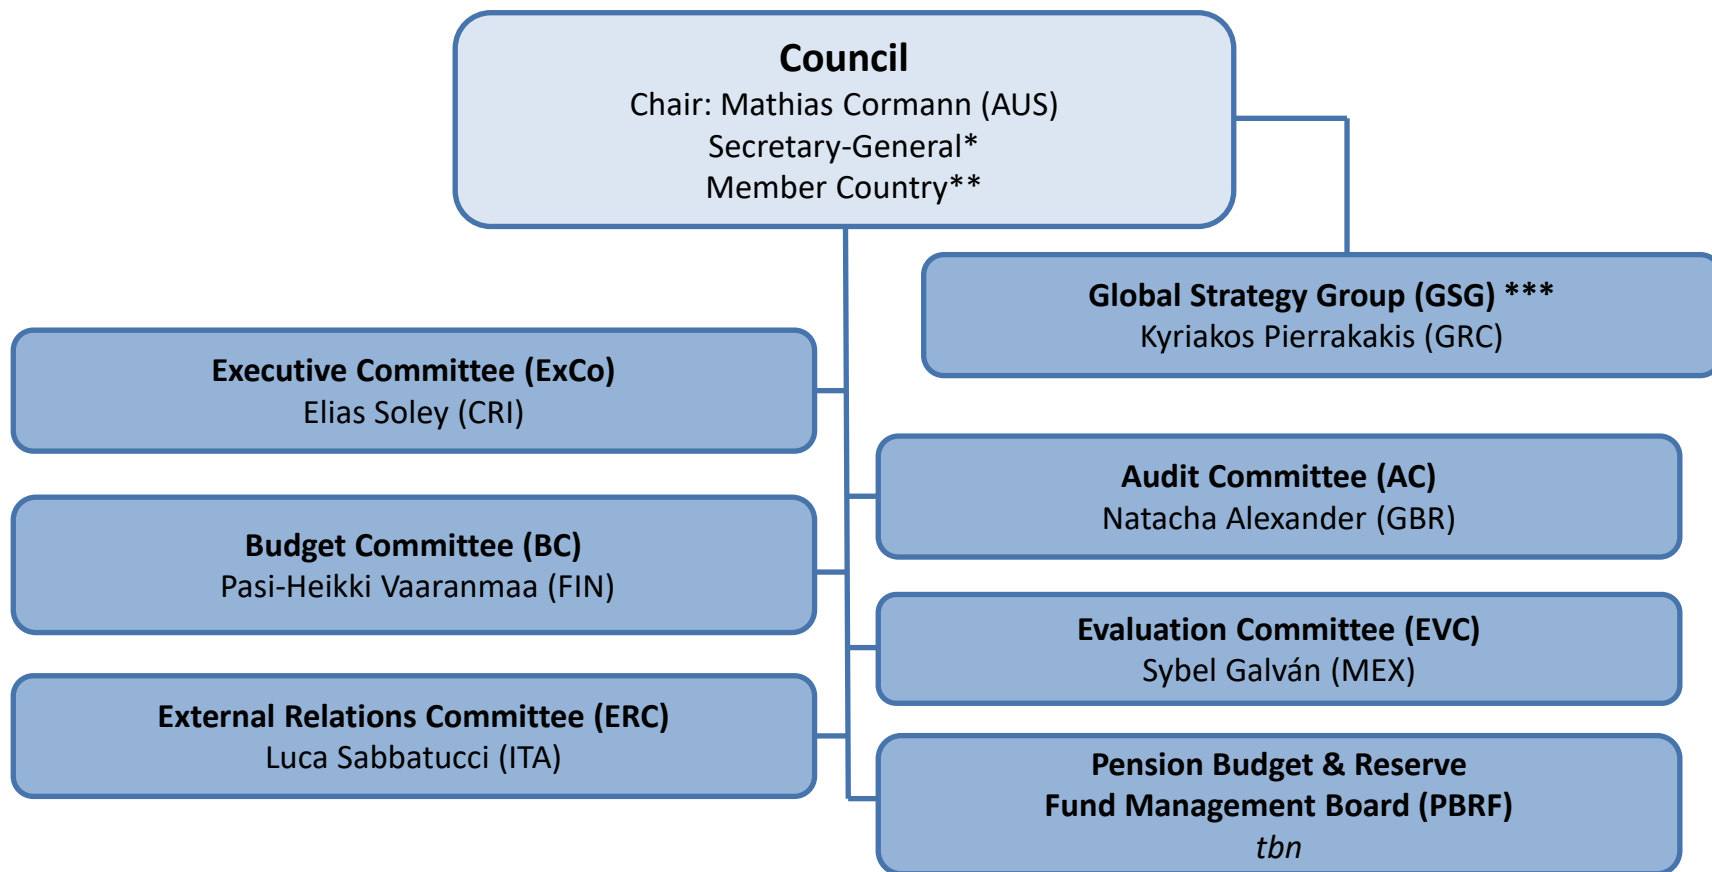 Council
Chair: Mathias Cormann (AUS)
Secretary-General*
Member Country**
Global Strategy Group (GSG) ***
Kyriakos Pierrakakis (GRC)
Executive Committee (ExCo)
Elias Soley (CRI)
Audit Committee (AC)
Natacha Alexander (GBR)
Budget Committee (BC)
Pasi-Heikki Vaaranmaa (FIN)
Evaluation Committee (EVC)
Sybel Galván (MEX)
External Relations Committee (ERC)
Luca Sabbatucci (ITA)
Pension Budget & Reserve
Fund Management Board (PBRF)
tbn